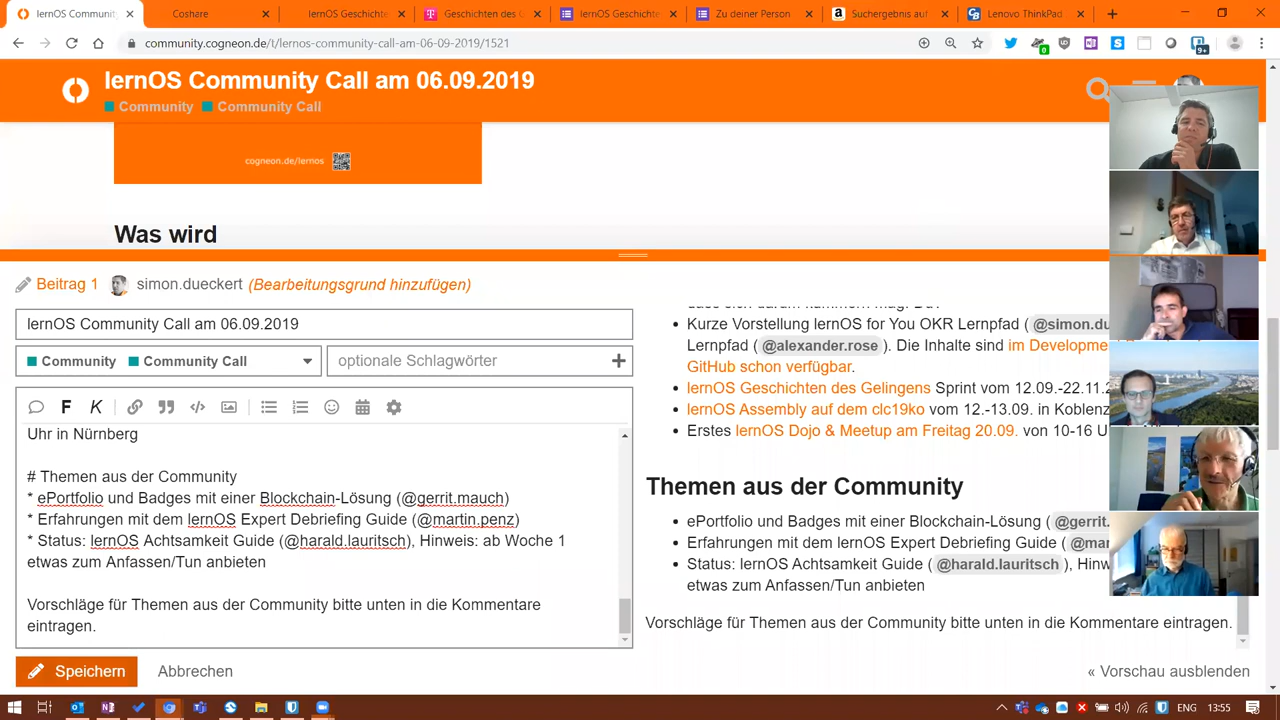 lernOS Community
Coshare
lernOS Geschichte
Geschichten des G
lernOS Geschichte
Zu deiner Person
Suchergebnis auf
Lenovo ThinkPad
community.cogneon.de/t/lernos-community-call-am-06-09-2019/1521
0
9+
lernOS Community Call am 06.09.2019
Community Community Call
cogneon.de/lernos
Was wird
Beitrag 1 simon.dueckert (Bearbeitungsgrund hinzufügen)
lernOS Community Call am 06.09.2019
Community Community Call
optionale Schlagwörter
F K
Uhr in Nürnberg
# Themen aus der Community
* ePortfolio und Badges mit einer Blockchain-Lösung (@gerrit.mauch)
* Erfahrungen mit dem lernOS Expert Debriefing Guide (@martin.penz)
* Status: lernOS Achtsamkeit Guide (@harald.lauritsch), Hinweis: ab Woche 1
etwas zum Anfassen/Tun anbieten
Vorschläge für Themen aus der Community bitte unten in die Kommentare
eintragen.
Kurze Vorstellung lernOS for You OKR Lernpfad ( @simon.du
Lernpfad ( @alexander.rose ). Die Inhalte sind im Developme
GitHub schon verfügbar.
lernOS Geschichten des Gelingens Sprint vom 12.09.-22.11.2
lernOS Assembly auf dem clc19ko vom 12.-13.09. in Koblenz
Erstes lernOS Dojo & Meetup am Freitag 20.09. von 10-16 U
Themen aus der Community
ePortfolio und Badges mit einer Blockchain-Lösung ( @gerrit.
Erfahrungen mit dem lernOS Expert Debriefing Guide ( @mar
Status: lernOS Achtsamkeit Guide ( @harald.lauritsch ), Hinw
etwas zum Anfassen/Tun anbieten
Vorschläge für Themen aus der Community bitte unten in die Kommentare eintragen.
Speichern Abbrechen
« Vorschau ausblenden
ENG 13:55